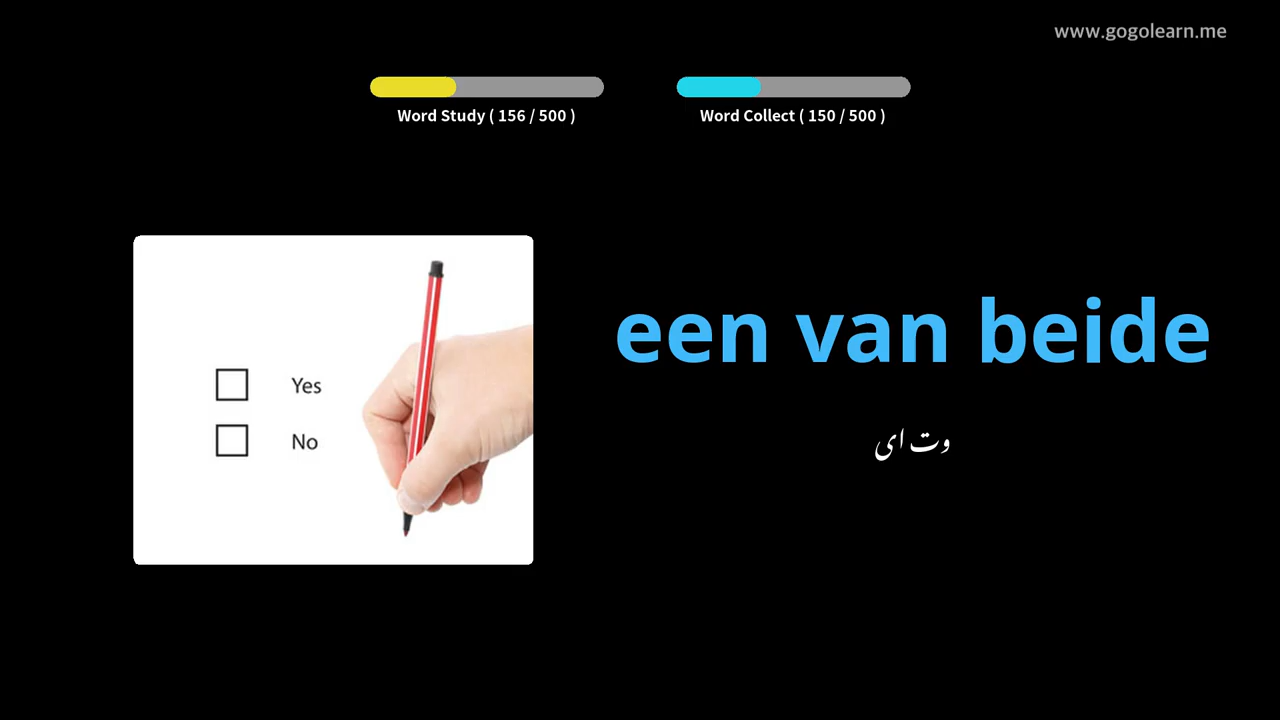 www.gogolearn.me
Word Study ( 156 / 500 )
Word Collect ( 150 / 500 )
Yes
No
een van beide
وت ای